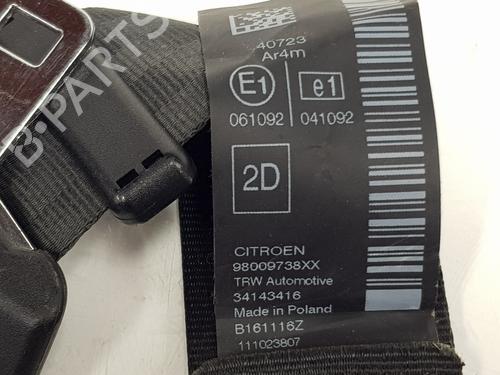 40723
Ar4m
E1
e1
061092
041092
2D
CITROEN
98009738XX
TRW Automotive
34143416
Made in Poland
B161116Z
111023807
B-PARTS